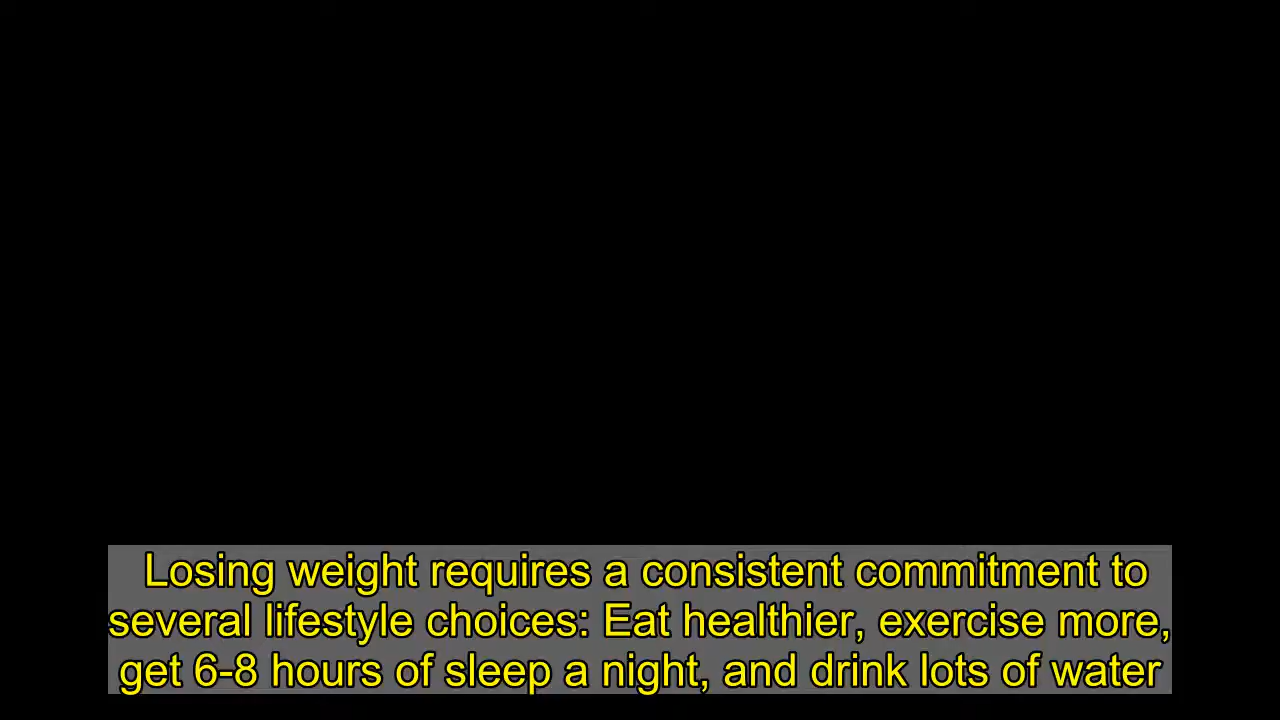 Losing weight requires a consistent commitment to
several lifestyle choices: Eat healthier, exercise more,
get 6-8 hours of sleep a night, and drink lots of water